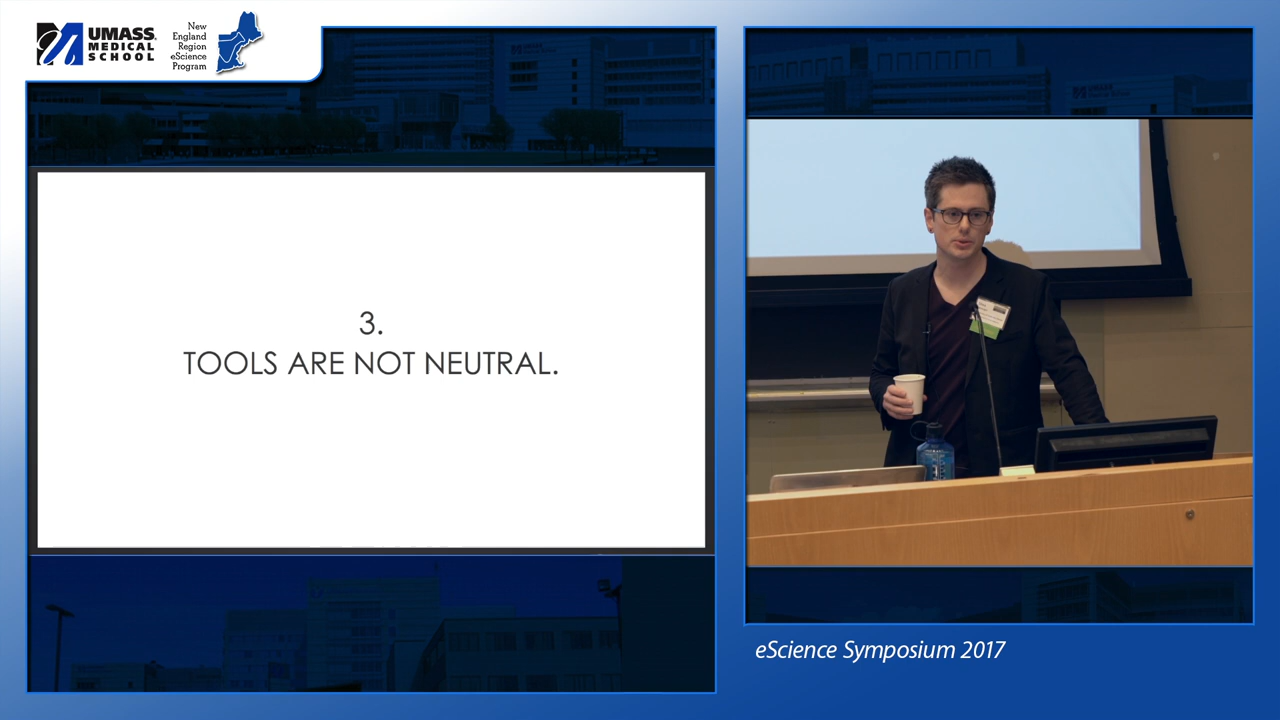 UMASS
MEDICAL
SCHOOL
New
England
Region
eScience
Program
3.
TOOLS ARE NOT NEUTRAL.
eScience Symposium 2017